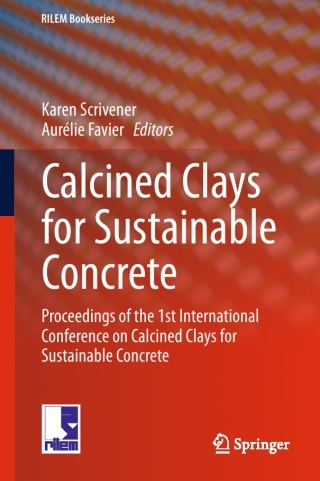 RILEM Bookseries
Karen Scrivener
Aurélie Favier Editors
Calcined Clays
for Sustainable
Concrete
Proceedings of the 1st International
Conference on Calcined Clays for
Sustainable Concrete
rilem
Springer